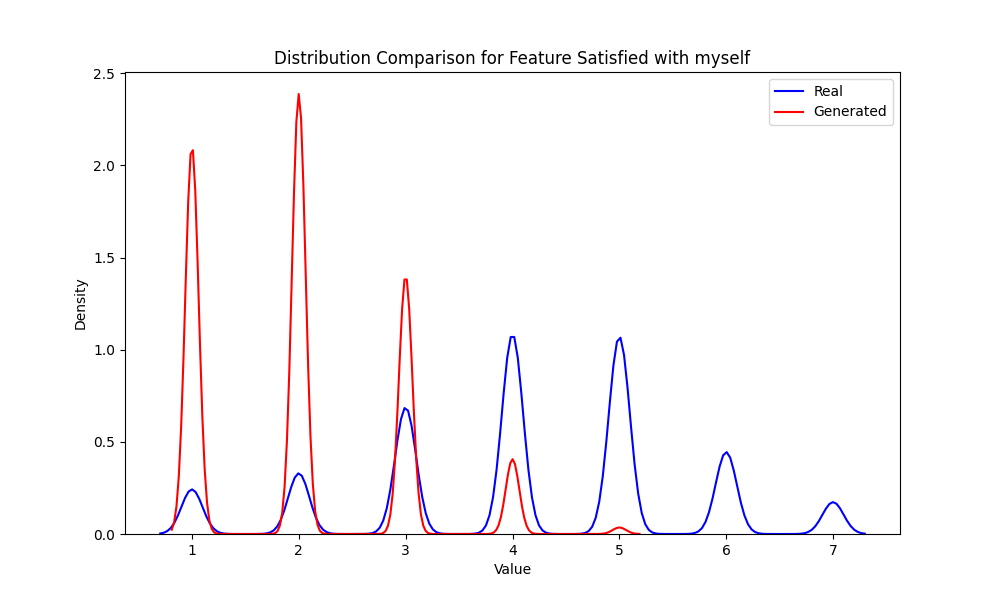 Distribution Comparison for Feature Satisfied with myself
2.5
2.0
1.5
1.0
0.5
0.0
Density
Real
Generated
1 2 3 4 5 6 7
Value